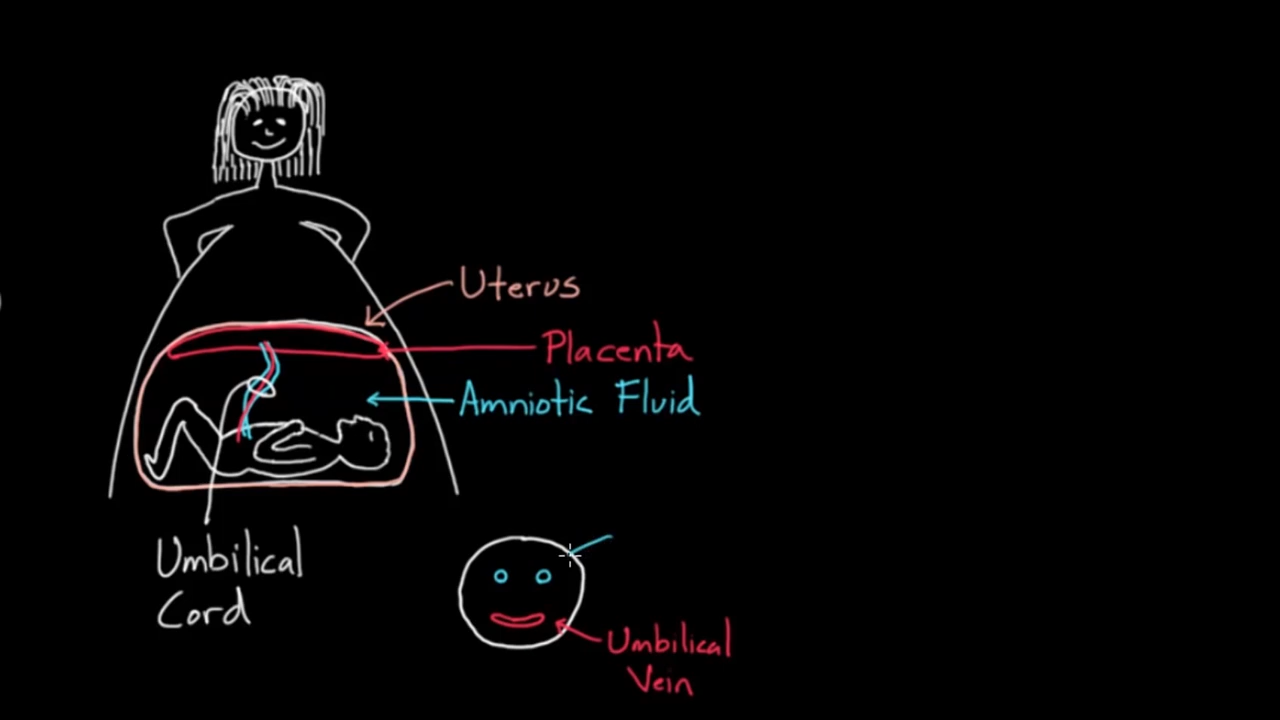 Uterus
Placenta
Amniotic Fluid
Umbilical
Cord
Umbilical
Vein